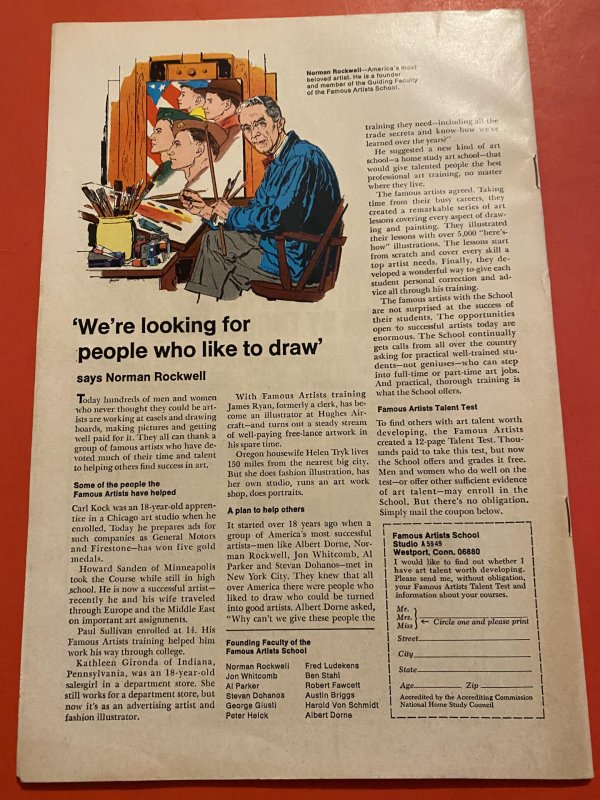 Norman Rockwell—America's most
beloved artist. He is a founder
and member of the Guiding Faculty
of the Famous Artists School.
'We're looking for
people who like to draw'
says Norman Rockwell
Today hundreds of men and women
who never thought they could be art-
ists are working at easels and drawing
boards, making pictures and getting
well paid for it. They all can thank a
group of famous artists who have de-
voted much of their time and talent
to helping others find success in art.
Some of the people the
Famous Artists have helped
Carl Kock was an 18-year-old appren-
tice in a Chicago art studio when he
enrolled. Today he prepares ads for
such companies as General Motors
and Firestone—has won five gold
medals.
Howard Sanden of Minneapolis
took the Course while still in high
school. He is now a successful artist—
recently he and his wife traveled
through Europe and the Middle East
on important art assignments.
Paul Sullivan enrolled at 14. His
Famous Artists training helped him
work his way through college.
Kathleen Gironda of Indiana,
Pennsylvania, was an 18-year-old
salesgirl in a department store. She
still works for a department store, but
now it's as an advertising artist and
fashion illustrator.
With Famous Artists training
James Ryan, formerly a clerk, has be-
come an illustrator at Hughes Air-
craft—and turns out a steady stream
of well-paying free-lance artwork in
his spare time.
Oregon housewife Helen Tryk lives
150 miles from the nearest big city.
But she does fashion illustration, has
her own studio, runs an art work
shop, does portraits.
A plan to help others
It started over 18 years ago when a
group of America's most successful
artists—men like Albert Dorne, Nor-
man Rockwell, Jon Whitcomb, Al
Parker and Stevan Dohanos—met in
New York City. They knew that all
over America there were people who
liked to draw who could be turned
into good artists. Albert Dorne asked,
"Why can't we give these people the
Founding Faculty of the
Famous Artists School
Norman Rockwell
Jon Whitcomb
Al Parker
Stevan Dohanos
George Giusti
Peter Helck
Fred Ludekens
Ben Stahl
Robert Fawcett
Austin Briggs
Harold Von Schmidt
Albert Dorne
training they need—including all the
trade secrets and know-how we've
learned over the years?"
He suggested a new kind of art
school—a home study art school—that
would give talented people the best
professional art training, no matter
where they live.
The famous artists agreed. Taking
time from their busy careers, they
created a remarkable series of art
lessons covering every aspect of draw-
ing and painting. They illustrated
their lessons with over 5,000 "here's-
how" illustrations. The lessons start
from scratch and cover every skill a
top artist needs. Finally, they de-
veloped a wonderful way to give each
student personal correction and ad-
vice all through his training.
The famous artists with the School
are not surprised at the success of
their students. The opportunities
open to successful artists today are
enormous. The School continually
gets calls from all over the country
asking for practical well-trained stu-
dents—not geniuses—who can step
into full-time or part-time art jobs.
And practical, thorough training is
what the School offers.
Famous Artists Talent Test
To find others with art talent worth
developing, the Famous Artists
created a 12-page Talent Test. Thou-
sands paid to take this test, but now
the School offers and grades it free.
Men and women who do well on the
test—or offer other sufficient evidence
of art talent—may enroll in the
School. But there's no obligation.
Simply mail the coupon below.
Famous Artists School
Studio A5949
Westport, Conn. 06880
I would like to find out whether I
have art talent worth developing.
Please send me, without obligation,
your Famous Artists Talent Test and
information about your courses.
Mr.
Mrs. ← Circle one and please print
Miss
Street
City
State
Age Zip
Accredited by the Accrediting Commission
National Home Study Council